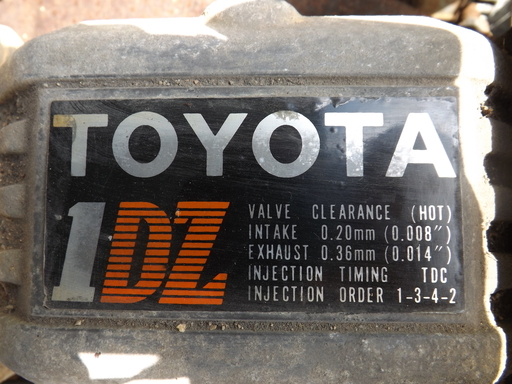 TOYOTA
1DZ
VALVE CLEARANCE (HOT)
INTAKE 0.20mm (0.008″)
EXHAUST 0.36mm (0.014″)
INJECTION TIMING TDC
INJECTION ORDER 1-3-4-2